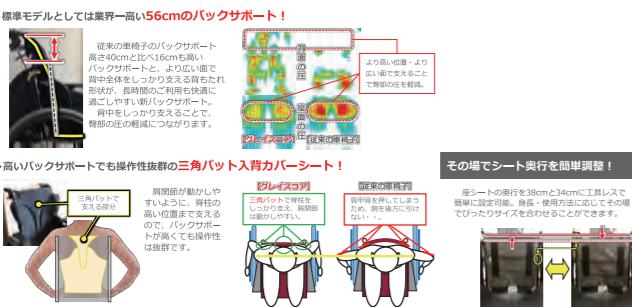 標準モデルとしては業界一高い56cmのバックサポート！
従来の車椅子のバックサポート
高さ40cmと比べ16cmも高い
バックサポートと、より広い面で
背中全体をしっかり支える背もたれ
形状が、長時間のご利用も快適に
過ごしやすい新バックサポート。
背中をしっかり支えることで、
臀部の圧の軽減につながります。
背面の圧
座面の圧
より高い位置・より
広い面で支えること
で臀部の圧を軽減。
【グレイスコア】
【従来の車椅子】
高いバックサポートでも操作性抜群の三角パット入背カバーシート！
三角パットで
支える部分
肩関節が動かしや
すいように、脊柱の
高い位置まで支える
ので、バックサポー
トが高くても操作性
は抜群です。
【グレイスコア】
三角パットで脊柱を
しっかり支え、肩関節
は動かしやすい。
【従来の車椅子】
肩甲骨を押してしまう
ため、腕を後方に引け
ない・・。
その場でシート奥行を簡単調整！
座シートの奥行を38cmと34cmに工具レスで
簡単に設定可能。身長・使用方法に応じてその場
でぴったりサイズを合わせることができます。